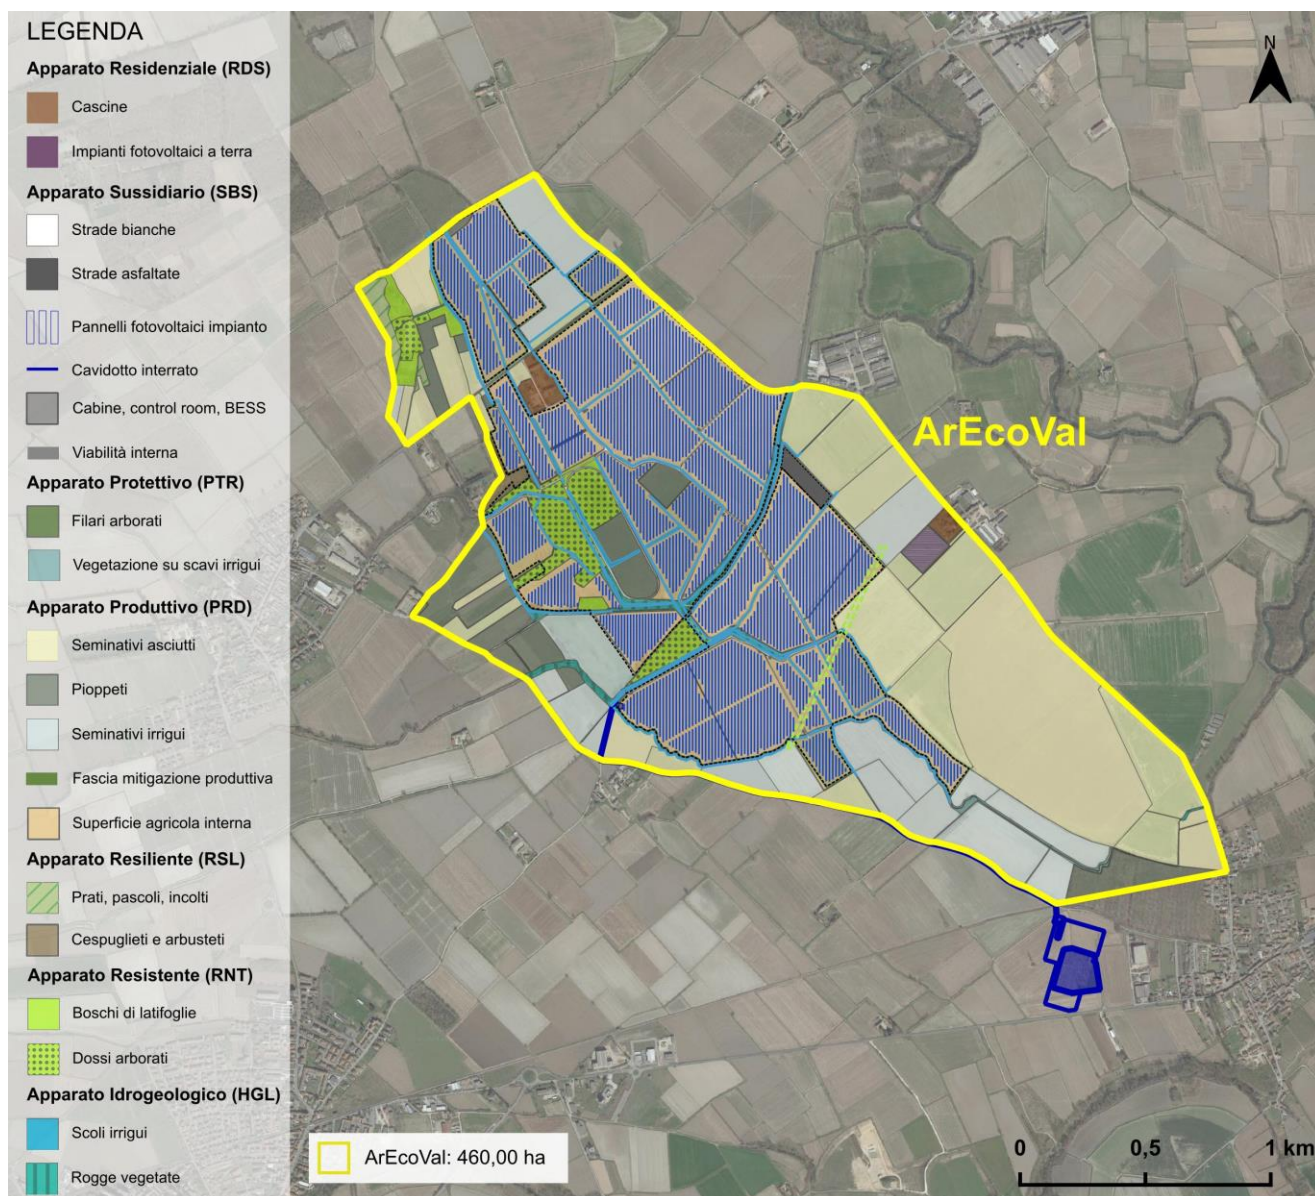 LEGENDA
Apparato Residenziale (RDS)
Cascine
Impianti fotovoltaici a terra
Apparato Sussidiario (SBS)
Strade bianche
Strade asfaltate
Pannelli fotovoltaici impianto
Cavidotto interrato
Cabine, control room, BESS
Viabilità interna
Apparato Protettivo (PTR)
Filari arborati
Vegetazione su scavi irrigui
Apparato Produttivo (PRD)
Seminativi asciutti
Pioppeti
Seminativi irrigui
Fascia mitigazione produttiva
Superficie agricola interna
Apparato Resiliente (RSL)
Prati, pascoli, incolti
Cespuglieti e arbusteti
Apparato Resistente (RNT)
Boschi di latifoglie
Dossi arborati
Apparato Idrogeologico (HGL)
Scoli irrigui
Rogge vegetate
N
ArEcoVal
ArEcoVal: 460,00 ha
0 0,5 1 km